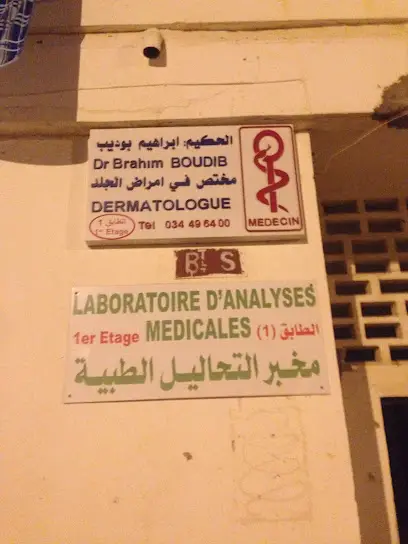 الحكيم: ابراهيم بوديب
Dr Brahim BOUDIB
مختص في امراض الجلد
DERMATOLOGUE
الطابق 1
1er Etage
Tel 034 49 64 00
MEDECIN
Bt S
LABORATOIRE D'ANALYSES
1er Etage MEDICALES الطابق (1)
مخبر التحاليل الطبية